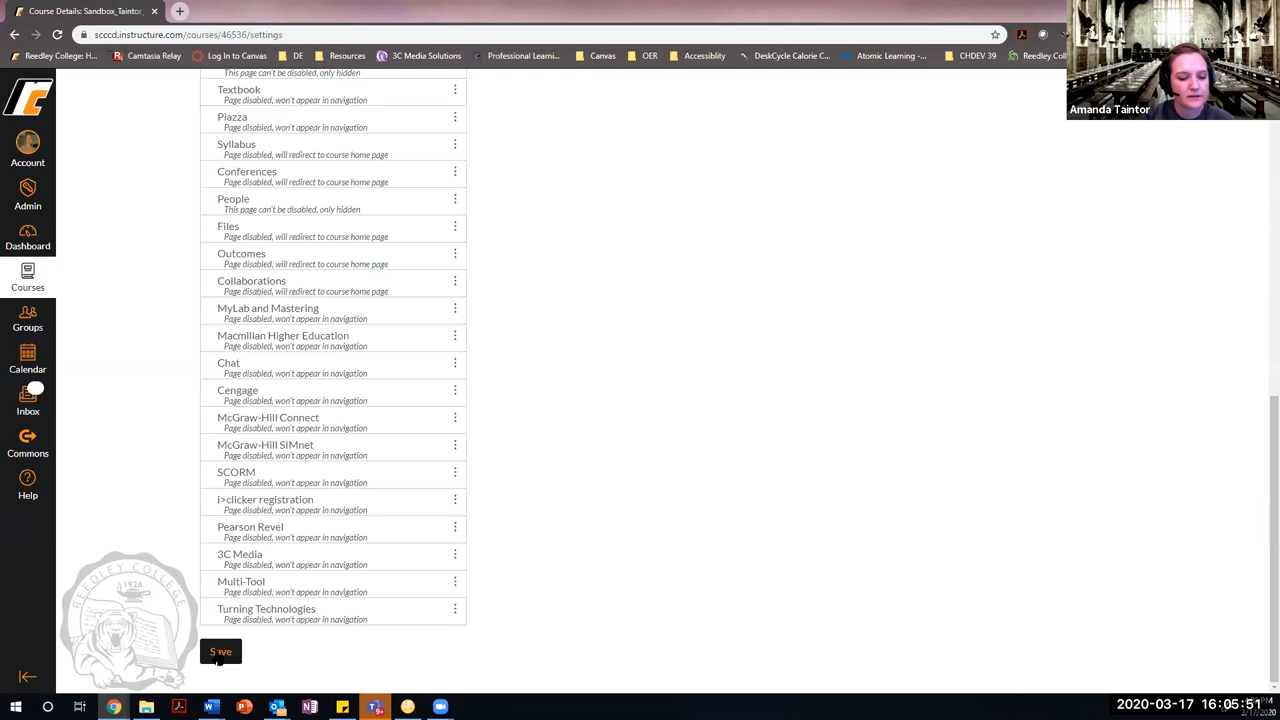 Course Details: Sandbox_Taintor_
scccd.instructure.com/courses/46536/settings
Reedley College: H...
Camtasia Relay
Log In to Canvas
DE
Resources
3C Media Solutions
Professional Learnin...
Canvas
OER
Accessiblity
DeskCycle Calorie C...
Atomic Learning -...
CHDEV 39
Reedley Coll
Amanda Taintor
Account
Admin
Dashboard
Courses
Groups
Calendar
Inbox
Commons
Help
This page can't be disabled, only hidden
Textbook
Page disabled, won't appear in navigation
Piazza
Page disabled, won't appear in navigation
Syllabus
Page disabled, will redirect to course home page
Conferences
Page disabled, will redirect to course home page
People
This page can't be disabled, only hidden
Files
Page disabled, will redirect to course home page
Outcomes
Page disabled, will redirect to course home page
Collaborations
Page disabled, will redirect to course home page
MyLab and Mastering
Page disabled, won't appear in navigation
Macmillan Higher Education
Page disabled, won't appear in navigation
Chat
Page disabled, won't appear in navigation
Cengage
Page disabled, won't appear in navigation
McGraw-Hill Connect
Page disabled, won't appear in navigation
McGraw-Hill SIMnet
Page disabled, won't appear in navigation
SCORM
Page disabled, won't appear in navigation
i>clicker registration
Page disabled, won't appear in navigation
Pearson Revel
Page disabled, won't appear in navigation
3C Media
Page disabled, won't appear in navigation
Multi-Tool
Page disabled, won't appear in navigation
Turning Technologies
Page disabled, won't appear in navigation
Save
REEDLEY COLLEGE
1926
2020-03-17 16:05:51
3/17/2020